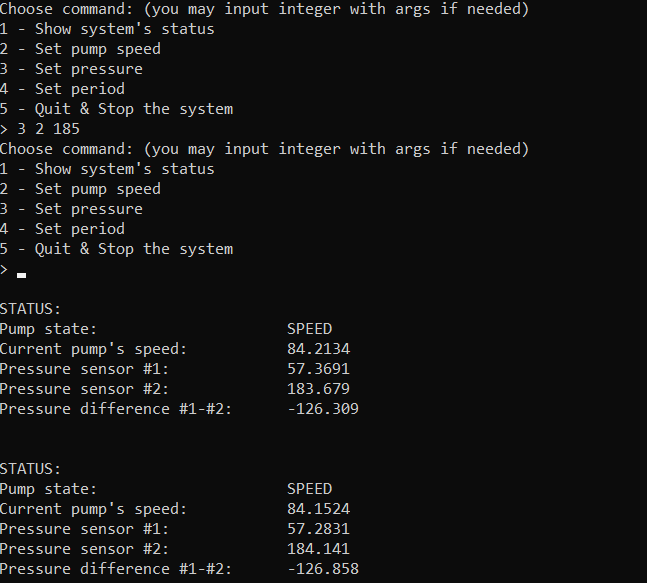 Choose command: (you may input integer with args if needed)
1 - Show system's status
2 - Set pump speed
3 - Set pressure
4 - Set period
5 - Quit & Stop the system
> 3 2 185
Choose command: (you may input integer with args if needed)
1 - Show system's status
2 - Set pump speed
3 - Set pressure
4 - Set period
5 - Quit & Stop the system
> _
STATUS:
Pump state: SPEED
Current pump's speed: 84.2134
Pressure sensor #1: 57.3691
Pressure sensor #2: 183.679
Pressure difference #1-#2: -126.309
STATUS:
Pump state: SPEED
Current pump's speed: 84.1524
Pressure sensor #1: 57.2831
Pressure sensor #2: 184.141
Pressure difference #1-#2: -126.858